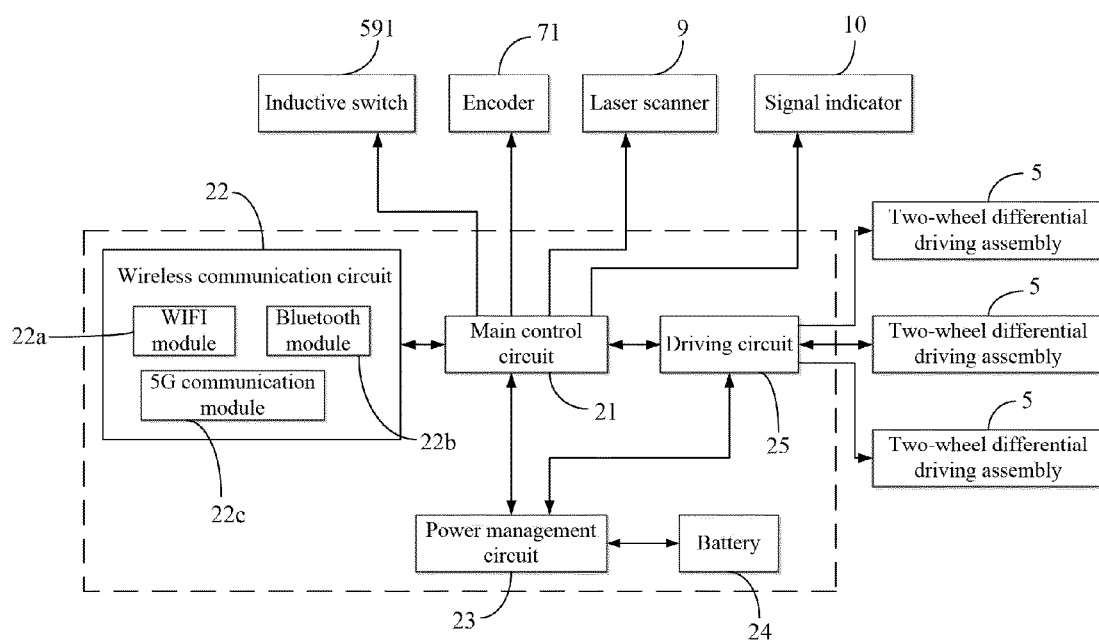 591
71
9
10
Inductive switch
Encoder
Laser scanner
Signal indicator
22
5
Two-wheel differential
driving assembly
Wireless communication circuit
22a
WIFI
module
Bluetooth
module
5G communication
module
22b
22c
Main control
circuit
21
Driving circuit
25
5
Two-wheel differential
driving assembly
5
Two-wheel differential
driving assembly
Power management
circuit
23
Battery
24